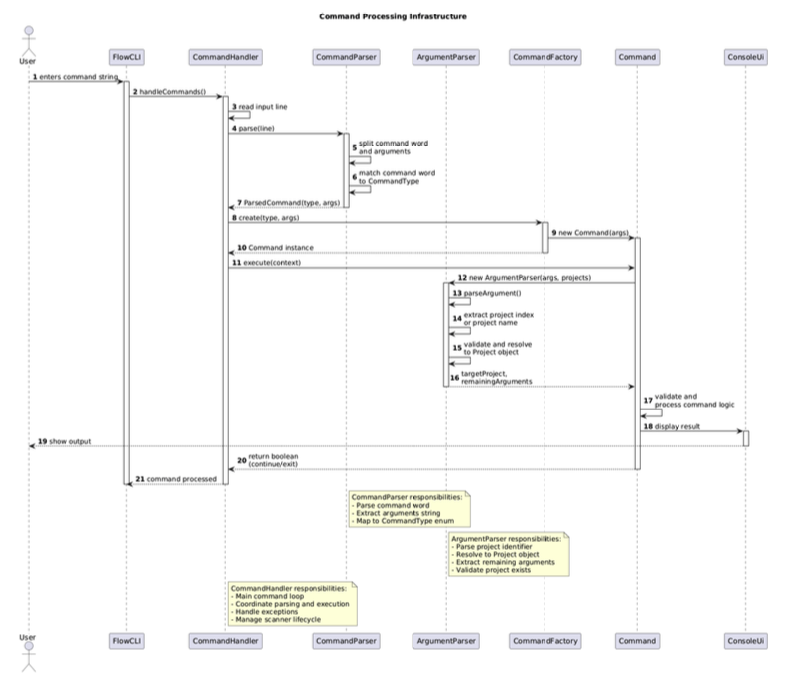 Command Processing Infrastructure
User
FlowCLI
CommandHandler
CommandParser
ArgumentParser
CommandFactory
Command
ConsoleUi
1 enters command string
2 handleCommands()
3 read input line
4 parse(line)
5 split command word
and arguments
6 match command word
to CommandType
7 ParsedCommand(type, args)
8 create(type, args)
9 new Command(args)
10 Command instance
11 execute(context)
12 new ArgumentParser(args, projects)
13 parseArgument()
14 extract project index
or project name
15 validate and resolve
to Project object
16 targetProject,
remainingArguments
17 validate and
process command logic
18 display result
19 show output
20 return boolean
(continue/exit)
21 command processed
CommandParser responsibilities:
- Parse command word
- Extract arguments string
- Map to CommandType enum
ArgumentParser responsibilities:
- Parse project identifier
- Resolve to Project object
- Extract remaining arguments
- Validate project exists
CommandHandler responsibilities:
- Main command loop
- Coordinate parsing and execution
- Handle exceptions
- Manage scanner lifecycle
User
FlowCLI
CommandHandler
CommandParser
ArgumentParser
CommandFactory
Command
ConsoleUi